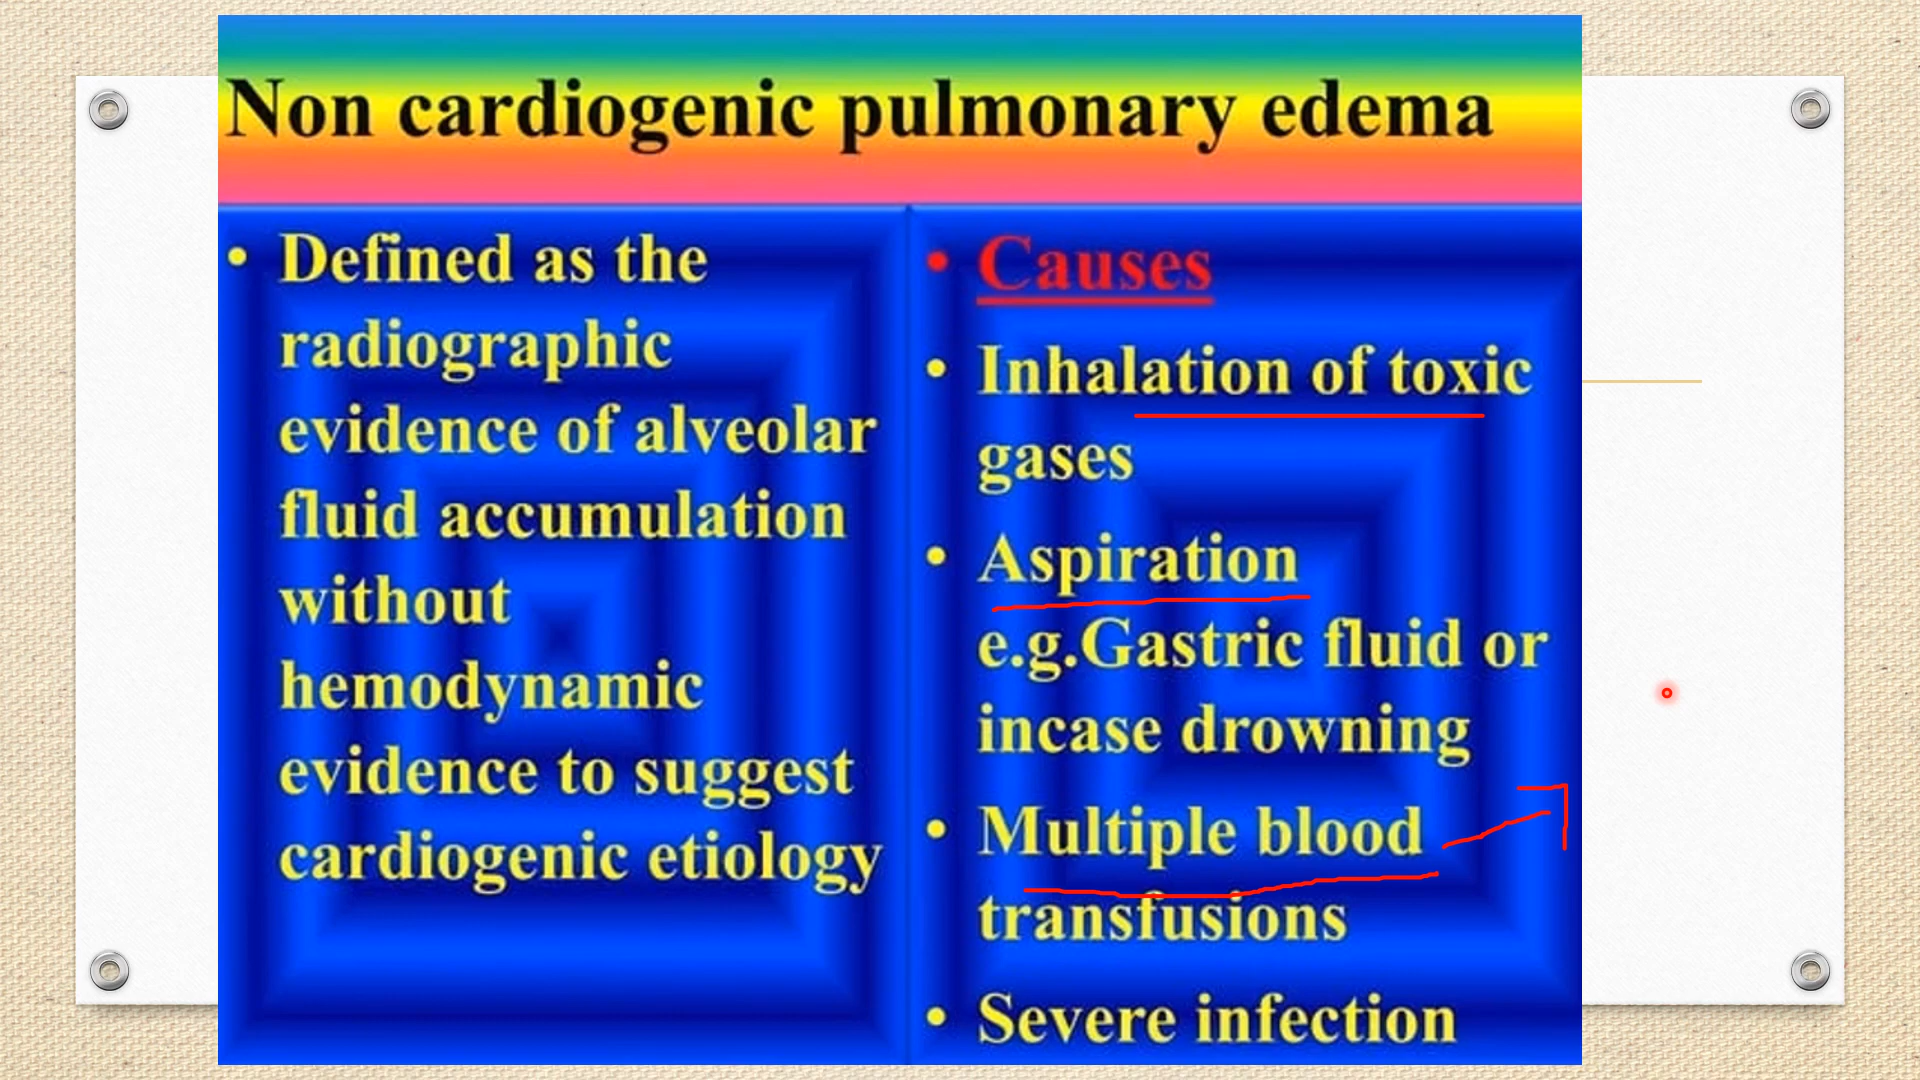 Non cardiogenic pulmonary edema
• Defined as the
radiographic
evidence of alveolar
fluid accumulation
without
hemodynamic
evidence to suggest
cardiogenic etiology
• Causes
• Inhalation of toxic
gases
• Aspiration
e.g.Gastric fluid or
incase drowning
• Multiple blood
transfusions
• Severe infection